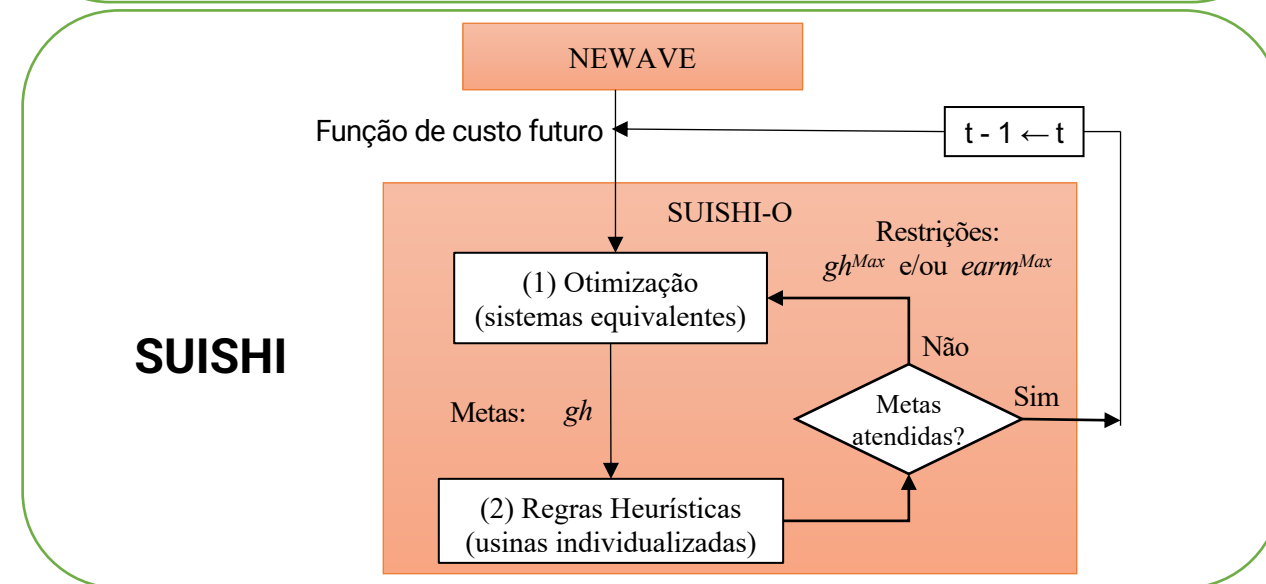 NEWAVE
Função de custo futuro
t - 1 ← t
SUISHI-O
Restrições:
gh^Max e/ou earm^Max
(1) Otimização
(sistemas equivalentes)
SUISHI
Não
Sim
Metas: gh
Metas
atendidas?
(2) Regras Heurísticas
(usinas individualizadas)